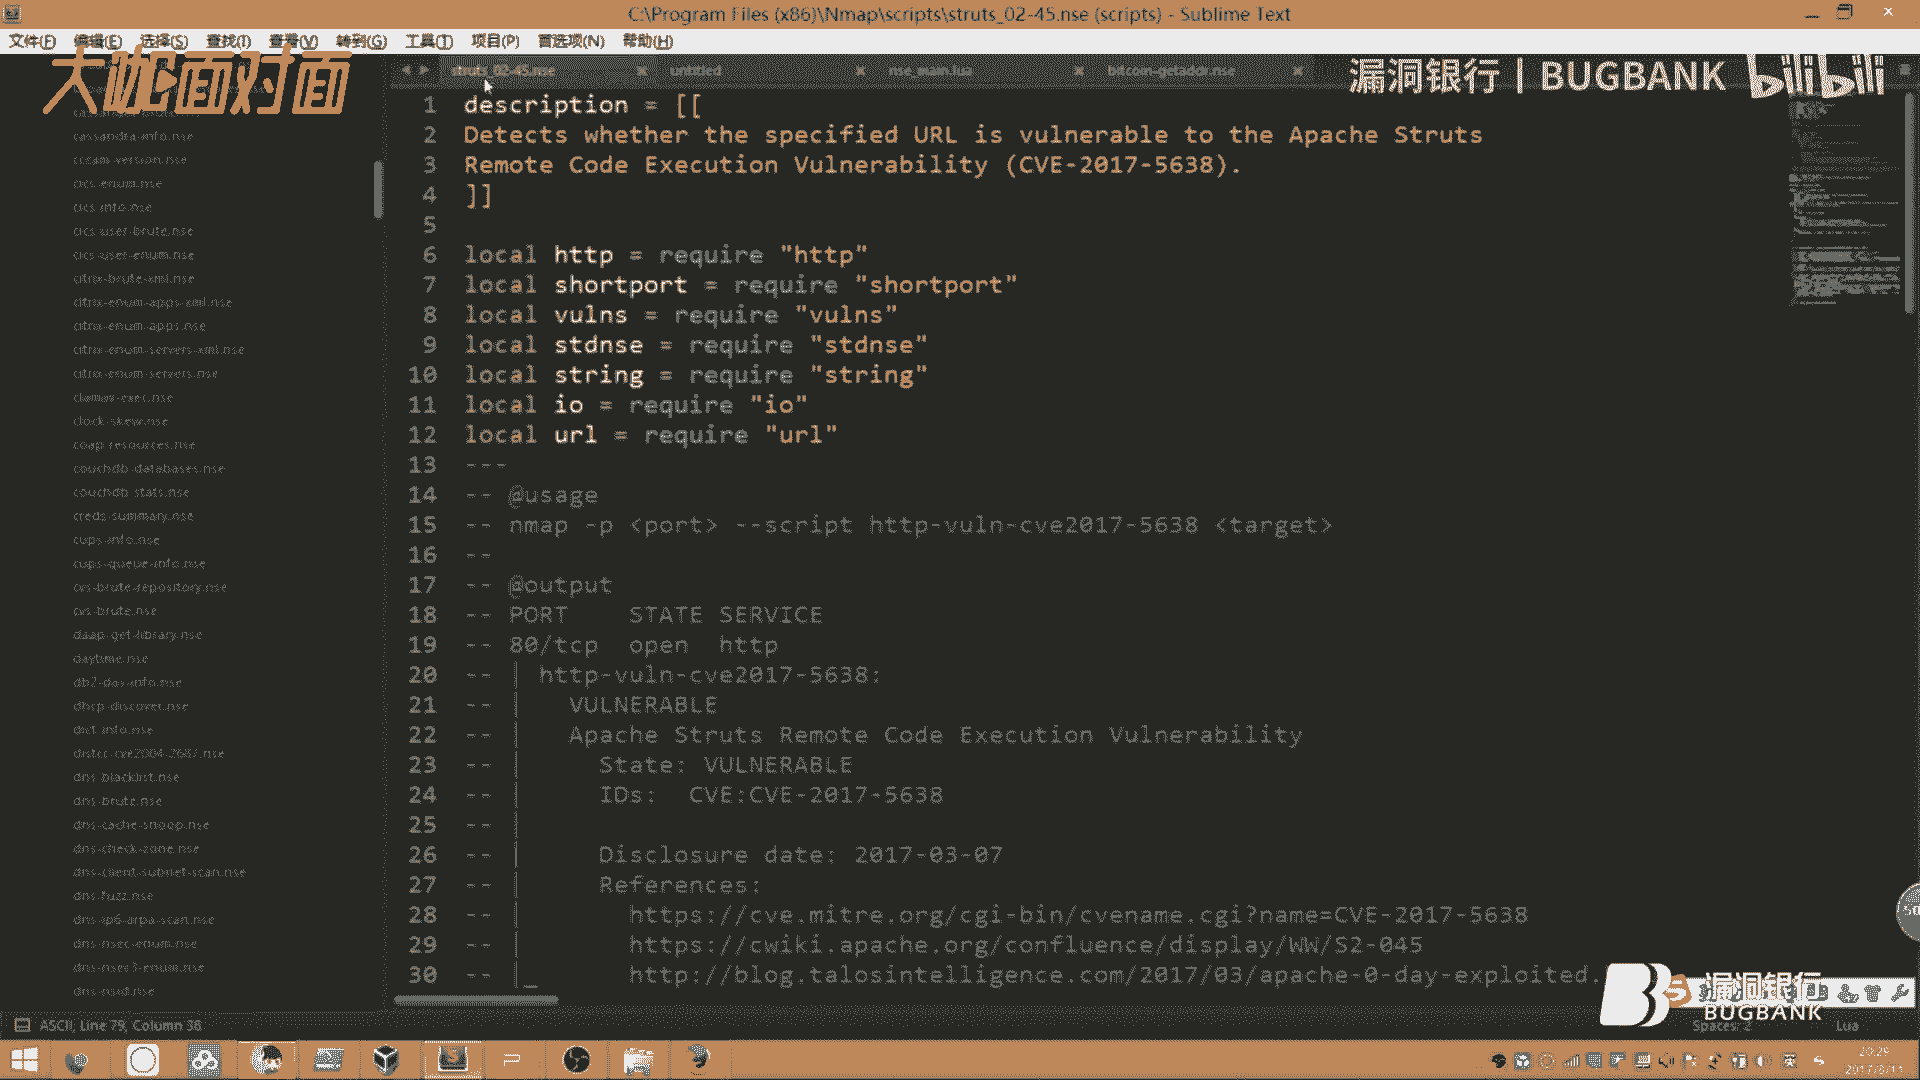 C:\Program Files (x86)\Nmap\scripts\struts_02-45.nse (scripts) - Sublime Text
文件(F) 编辑(E) 选择(S) 查找(I) 查看(V) 转到(G) 工具(T) 项目(P) 首选项(N) 帮助(H)
大咖面对面
漏洞银行 | BUGBANK bilibili
struts_02-45.nse untitled nse_main.lua bitcoin-getaddr.nse
cassandra-info.nse
cccam-version.nse
cics-enum.nse
cics-info.nse
cics-user-brute.nse
cics-user-enum.nse
citrix-brute-xml.nse
citrix-enum-apps-xml.nse
citrix-enum-apps.nse
citrix-enum-servers-xml.nse
citrix-enum-servers.nse
clamav-exec.nse
clock-skew.nse
coap-resources.nse
couchdb-databases.nse
couchdb-stats.nse
creds-summary.nse
cups-info.nse
cups-queue-info.nse
cvs-brute-repository.nse
cvs-brute.nse
daap-get-library.nse
daytime.nse
db2-das-info.nse
dhcp-discover.nse
dict-info.nse
distcc-cve2004-2687.nse
dns-blacklist.nse
dns-brute.nse
dns-cache-snoop.nse
dns-check-zone.nse
dns-client-subnet-scan.nse
dns-fuzz.nse
dns-ip6-arpa-scan.nse
dns-nsec-enum.nse
dns-nsec3-enum.nse
dns-nsid.nse
1 description = [[
2 Detects whether the specified URL is vulnerable to the Apache Struts
3 Remote Code Execution Vulnerability (CVE-2017-5638).
4 ]]
5
6 local http = require "http"
7 local shortport = require "shortport"
8 local vulns = require "vulns"
9 local stdnse = require "stdnse"
10 local string = require "string"
11 local io = require "io"
12 local url = require "url"
13 ---
14 -- @usage
15 -- nmap -p <port> --script http-vuln-cve2017-5638 <target>
16 --
17 -- @output
18 -- PORT    STATE SERVICE
19 -- 80/tcp  open  http
20 -- | http-vuln-cve2017-5638:
21 -- |   VULNERABLE
22 -- |   Apache Struts Remote Code Execution Vulnerability
23 -- |     State: VULNERABLE
24 -- |     IDs:  CVE:CVE-2017-5638
25 -- |
26 -- |     Disclosure date: 2017-03-07
27 -- |     References:
28 -- |       https://cve.mitre.org/cgi-bin/cvename.cgi?name=CVE-2017-5638
29 -- |       https://cwiki.apache.org/confluence/display/WW/S2-045
30 -- |_      http://blog.talosintelligence.com/2017/03/apache-0-day-exploited.
50
漏洞银行
BUGBANK
ASCII, Line 79, Column 38 Spaces: 2 Lua
20:29
2017/8/11